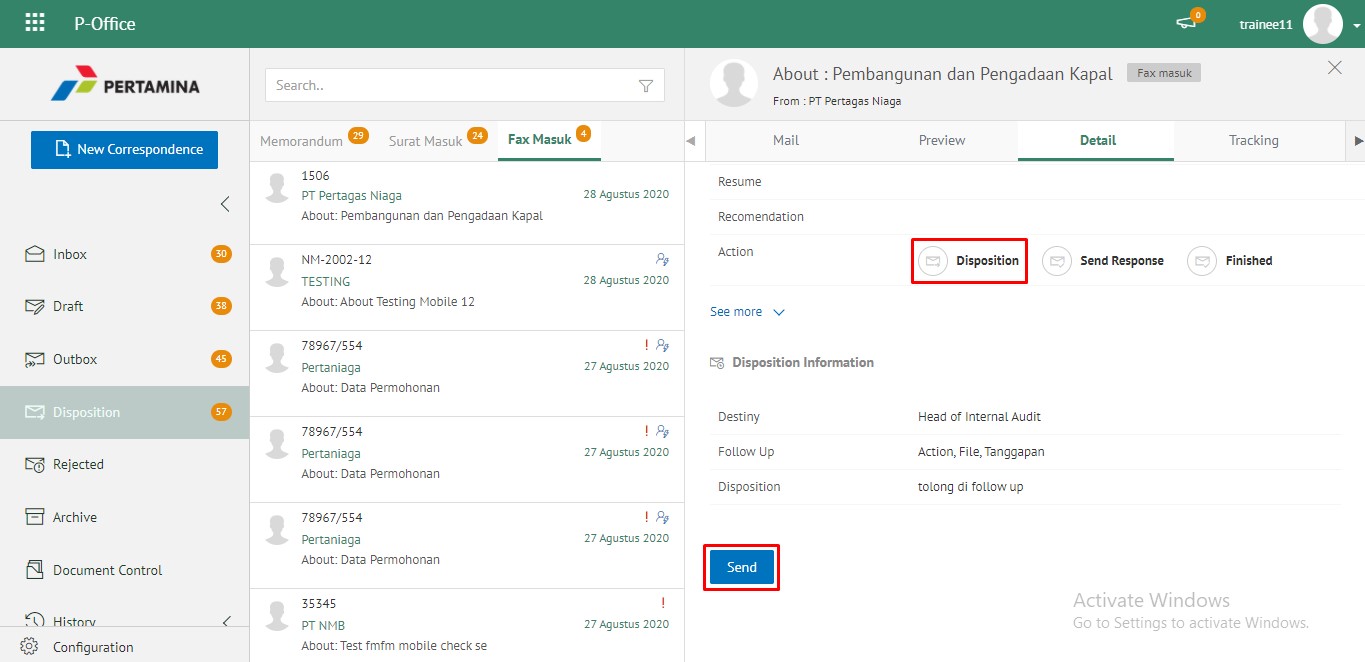 P-Office
0
trainee11
PERTAMINA
New Correspondence
Inbox 30
Draft 38
Outbox 45
Disposition 57
Rejected
Archive
Document Control
History
Configuration
Search..
Memorandum 29
Surat Masuk 24
Fax Masuk 4
1506
PT Pertagas Niaga 28 Agustus 2020
About: Pembangunan dan Pengadaan Kapal
NM-2002-12
TESTING 28 Agustus 2020
About: About Testing Mobile 12
78967/554 !
Pertaniaga 27 Agustus 2020
About: Data Permohonan
78967/554 !
Pertaniaga 27 Agustus 2020
About: Data Permohonan
78967/554 !
Pertaniaga 27 Agustus 2020
About: Data Permohonan
35345 !
PT NMB 27 Agustus 2020
About: Test fmfm mobile check se
About : Pembangunan dan Pengadaan Kapal Fax masuk
From : PT Pertagas Niaga
Mail Preview Detail Tracking
Resume
Recomendation
Action Disposition Send Response Finished
See more
Disposition Information
Destiny Head of Internal Audit
Follow Up Action, File, Tanggapan
Disposition tolong di follow up
Send
Activate Windows
Go to Settings to activate Windows.